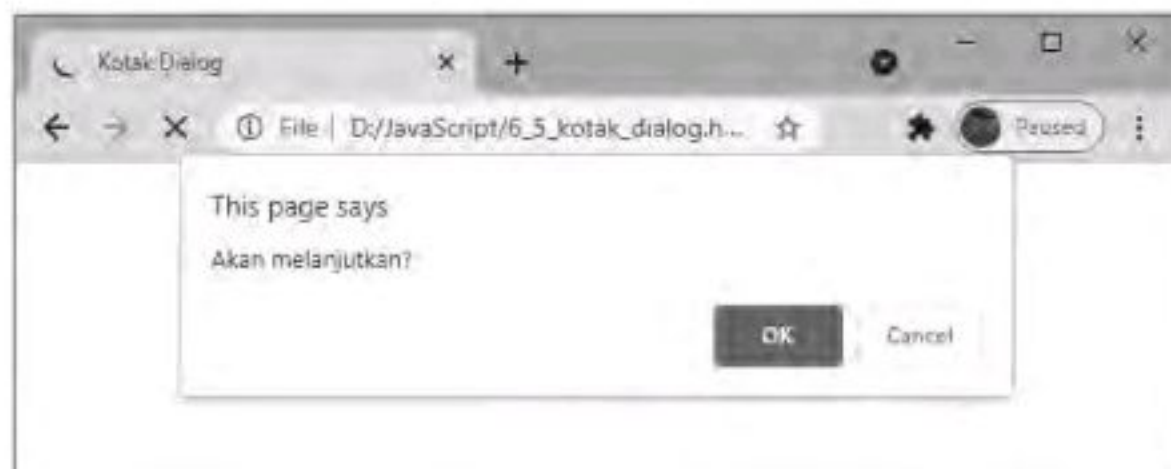 Kotak Dialog
File | D:/JavaScript/6_5_kotak_dialog.h... Paused
This page says
Akan melanjutkan?
OK Cancel